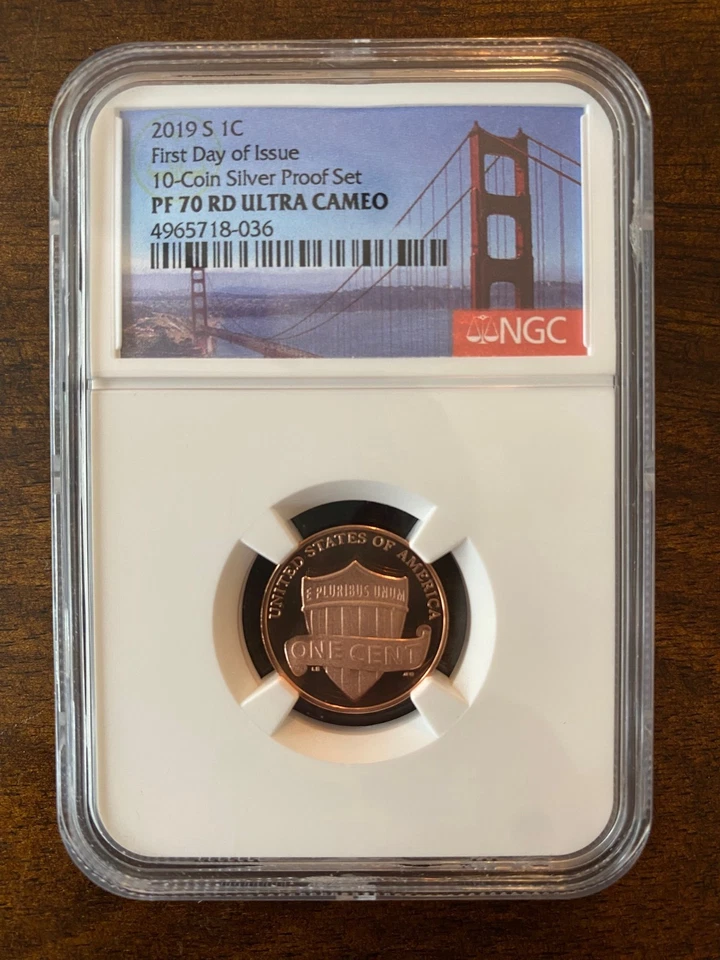 2019 S 1C
First Day of Issue
10-Coin Silver Proof Set
PF 70 RD ULTRA CAMEO
4965718-036
NGC
UNITED STATES OF AMERICA
E PLURIBUS UNUM
ONE CENT